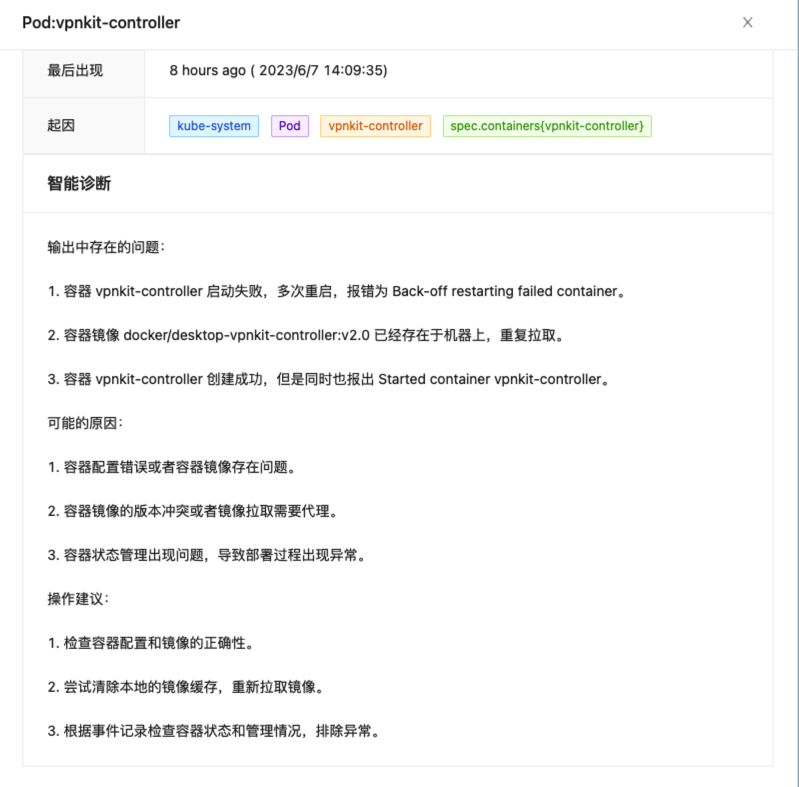 Pod:vpnkit-controller
最后出现
8 hours ago ( 2023/6/7 14:09:35)
起因
kube-system Pod vpnkit-controller spec.containers{vpnkit-controller}
智能诊断
输出中存在的问题：
1. 容器 vpnkit-controller 启动失败，多次重启，报错为 Back-off restarting failed container。
2. 容器镜像 docker/desktop-vpnkit-controller:v2.0 已经存在于机器上，重复拉取。
3. 容器 vpnkit-controller 创建成功，但是同时也报出 Started container vpnkit-controller。
可能的原因：
1. 容器配置错误或者容器镜像存在问题。
2. 容器镜像的版本冲突或者镜像拉取需要代理。
3. 容器状态管理出现问题，导致部署过程出现异常。
操作建议：
1. 检查容器配置和镜像的正确性。
2. 尝试清除本地的镜像缓存，重新拉取镜像。
3. 根据事件记录检查容器状态和管理情况，排除异常。